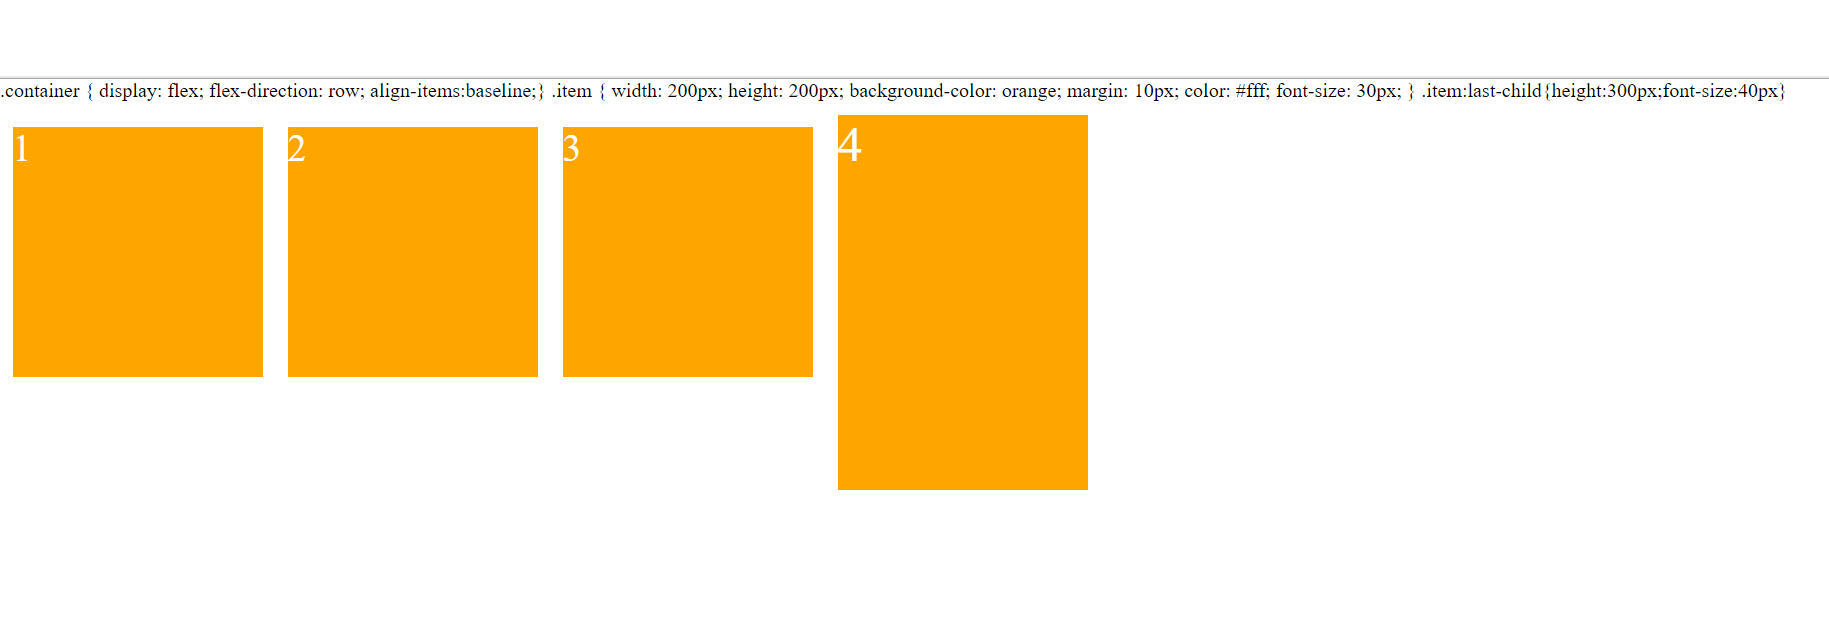 .container { display: flex; flex-direction: row; align-items:baseline;} .item { width: 200px; height: 200px; background-color: orange; margin: 10px; color: #fff; font-size: 30px; } .item:last-child{height:300px;font-size:40px}
1 2 3 4